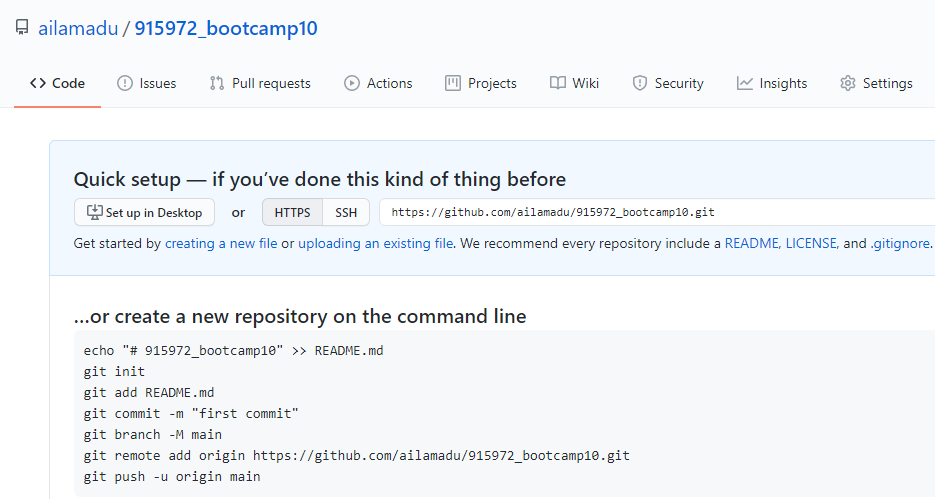 ailamadu / 915972_bootcamp10
Code Issues Pull requests Actions Projects Wiki Security Insights Settings
Quick setup — if you’ve done this kind of thing before
Set up in Desktop or HTTPS SSH https://github.com/ailamadu/915972_bootcamp10.git
Get started by creating a new file or uploading an existing file. We recommend every repository include a README, LICENSE, and .gitignore.
…or create a new repository on the command line
echo "# 915972_bootcamp10" >> README.md
git init
git add README.md
git commit -m "first commit"
git branch -M main
git remote add origin https://github.com/ailamadu/915972_bootcamp10.git
git push -u origin main